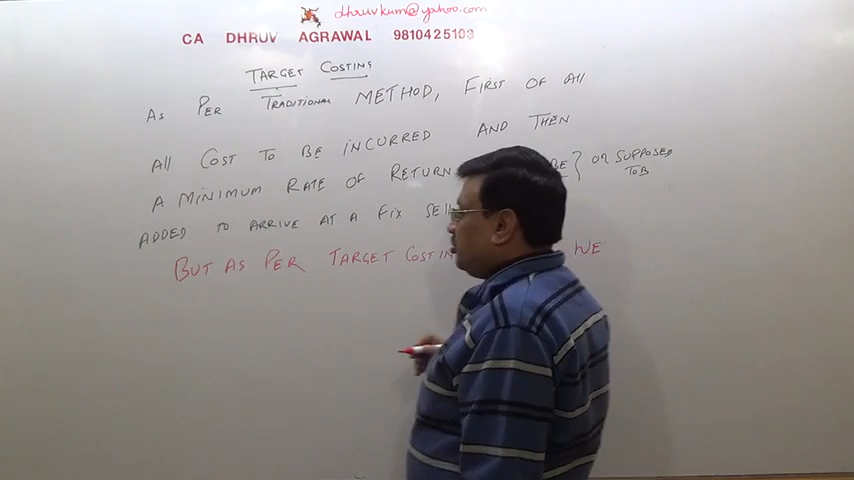 dhruvkum@yahoo.com
CA DHRUV AGRAWAL 9810425103
TARGET COSTING
AS PER TRADITIONAL METHOD, FIRST OF All
All COST TO BE INCURRED AND THEN
A MINIMUM RATE OF RETURN BE } OR SUPPOSED TO B
ADDED TO ARRIVE AT A FIX SEll
BUT AS PER TARGET COSTIN WE